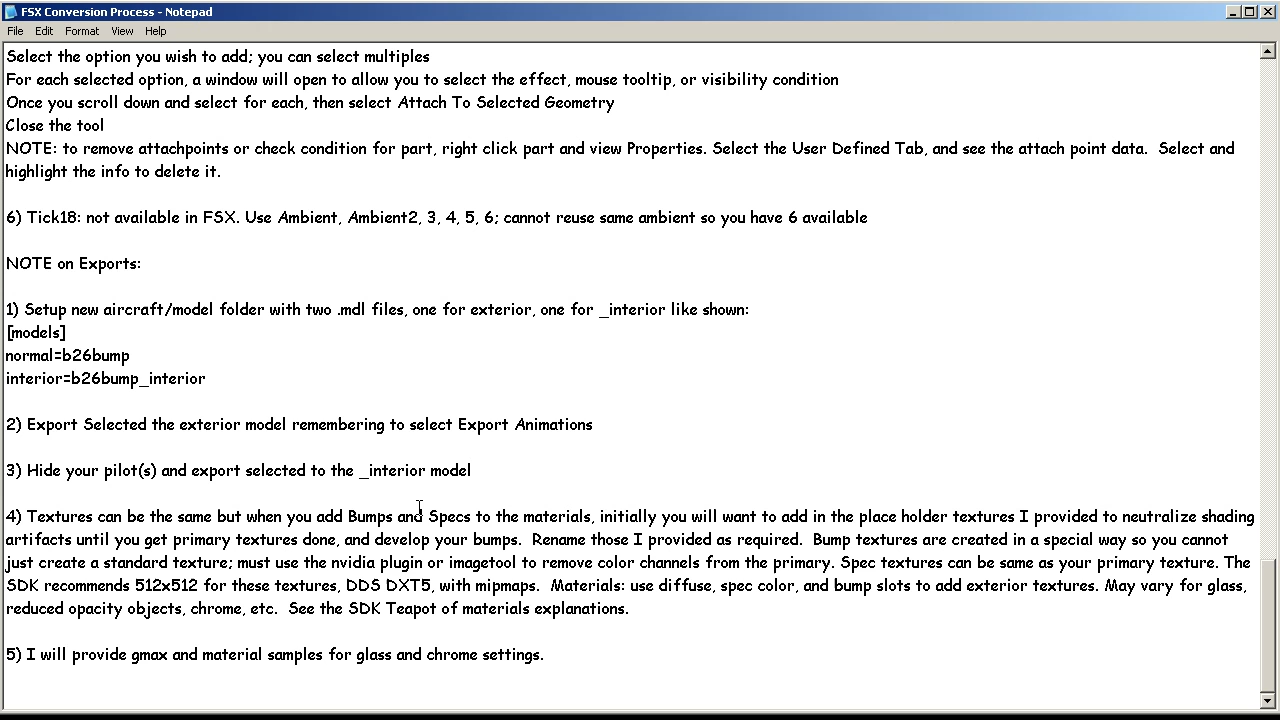 FSX Conversion Process - Notepad
File Edit Format View Help
Select the option you wish to add; you can select multiples
For each selected option, a window will open to allow you to select the effect, mouse tooltip, or visibility condition
Once you scroll down and select for each, then select Attach To Selected Geometry
Close the tool
NOTE: to remove attachpoints or check condition for part, right click part and view Properties. Select the User Defined Tab, and see the attach point data.  Select and
highlight the info to delete it.
6) Tick18: not available in FSX. Use Ambient, Ambient2, 3, 4, 5, 6; cannot reuse same ambient so you have 6 available
NOTE on Exports:
1) Setup new aircraft/model folder with two .mdl files, one for exterior, one for _interior like shown:
[models]
normal=b26bump
interior=b26bump_interior
2) Export Selected the exterior model remembering to select Export Animations
3) Hide your pilot(s) and export selected to the _interior model
4) Textures can be the same but when you add Bumps and Specs to the materials, initially you will want to add in the place holder textures I provided to neutralize shading
artifacts until you get primary textures done, and develop your bumps.  Rename those I provided as required.  Bump textures are created in a special way so you cannot
just create a standard texture; must use the nvidia plugin or imagetool to remove color channels from the primary. Spec textures can be same as your primary texture. The
SDK recommends 512x512 for these textures, DDS DXT5, with mipmaps.  Materials: use diffuse, spec color, and bump slots to add exterior textures. May vary for glass,
reduced opacity objects, chrome, etc.  See the SDK Teapot of materials explanations.
5) I will provide gmax and material samples for glass and chrome settings.